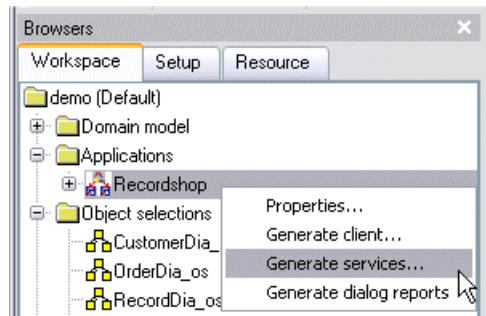 Browsers
Workspace Setup Resource
demo (Default)
Domain model
Applications
Recordshop
Properties...
Object selections
Generate client...
CustomerDia_
Generate services...
OrderDia_os
Generate dialog reports
RecordDia_os